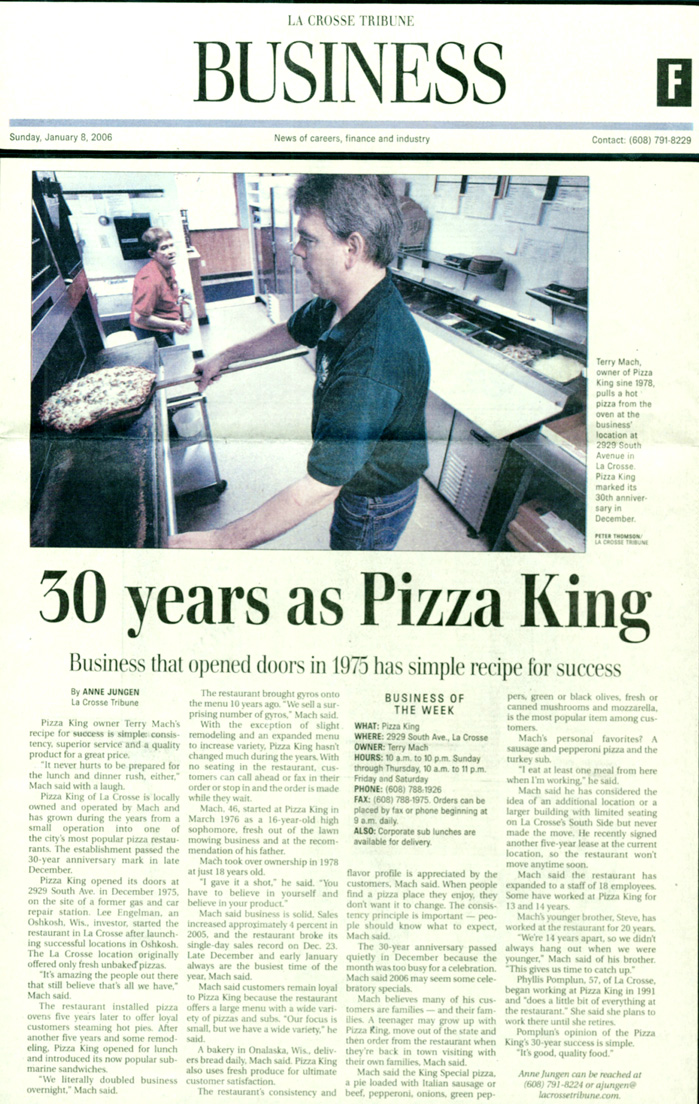 LA CROSSE TRIBUNE
BUSINESS
F
Sunday, January 8, 2006
News of careers, finance and industry
Contact: (608) 791-8229
Terry Mach,
owner of Pizza
King sine 1978,
pulls a hot
pizza from the
oven at the
business'
location at
2929 South
Avenue in
La Crosse.
Pizza King
marked its
30th anniver-
sary in
December.
PETER THOMSON/
LA CROSSE TRIBUNE
30 years as Pizza King
Business that opened doors in 1975 has simple recipe for success
By ANNE JUNGEN
La Crosse Tribune
Pizza King owner Terry Mach's
recipe for success is simple: consis-
tency, superior service and a quality
product for a great price.
"It never hurts to be prepared for
the lunch and dinner rush, either,"
Mach said with a laugh.
Pizza King of La Crosse is locally
owned and operated by Mach and
has grown during the years from a
small operation into one of
the city's most popular pizza restau-
rants. The establishment passed the
30-year anniversary mark in late
December.
Pizza King opened its doors at
2929 South Ave. in December 1975,
on the site of a former gas and car
repair station. Lee Engelman, an
Oshkosh, Wis., investor, started the
restaurant in La Crosse after launch-
ing successful locations in Oshkosh.
The La Crosse location originally
offered only fresh unbaked pizzas.
"It's amazing the people out there
that still believe that's all we have,"
Mach said.
The restaurant installed pizza
ovens five years later to offer loyal
customers steaming hot pies. After
another five years and some remod-
eling, Pizza King opened for lunch
and introduced its now popular sub-
marine sandwiches.
"We literally doubled business
overnight," Mach said.
The restaurant brought gyros onto
the menu 10 years ago. "We sell a sur-
prising number of gyros," Mach said.
With the exception of slight
remodeling and an expanded menu
to increase variety, Pizza King hasn't
changed much during the years. With
no seating in the restaurant, cus-
tomers can call ahead or fax in their
order or stop in and the order is made
while they wait.
Mach, 46, started at Pizza King in
March 1976 as a 16-year-old high
sophomore, fresh out of the lawn
mowing business and at the recom-
mendation of his father.
Mach took over ownership in 1978
at just 18 years old.
"I gave it a shot," he said. "You
have to believe in yourself and
believe in your product."
Mach said business is solid. Sales
increased approximately 4 percent in
2005, and the restaurant broke its
single-day sales record on Dec. 23.
Late December and early January
always are the busiest time of the
year, Mach said.
Mach said customers remain loyal
to Pizza King because the restaurant
offers a large menu with a wide vari-
ety of pizzas and subs. "Our focus is
small, but we have a wide variety," he
said.
A bakery in Onalaska, Wis., deliv-
ers bread daily, Mach said. Pizza King
also uses fresh produce for ultimate
customer satisfaction.
The restaurant's consistency and
BUSINESS OF
THE WEEK
WHAT: Pizza King
WHERE: 2929 South Ave., La Crosse
OWNER: Terry Mach
HOURS: 10 a.m. to 10 p.m. Sunday
through Thursday, 10 a.m. to 11 p.m.
Friday and Saturday
PHONE: (608) 788-1926
FAX: (608) 788-1975. Orders can be
placed by fax or phone beginning at
9 a.m. daily.
ALSO: Corporate sub lunches are
available for delivery.
flavor profile is appreciated by the
customers, Mach said. When people
find a pizza place they enjoy, they
don't want it to change. The consis-
tency principle is important — peo-
ple should know what to expect,
Mach said.
The 30-year anniversary passed
quietly in December because the
month was too busy for a celebration.
Mach said 2006 may seem some cele-
bratory specials.
Mach believes many of his cus-
tomers are families — and their fam-
ilies. A teenager may grow up with
Pizza King, move out of the state and
then order from the restaurant when
they're back in town visiting with
their own families, Mach said.
Mach said the King Special pizza,
a pie loaded with Italian sausage or
beef, pepperoni, onions, green pep-
pers, green or black olives, fresh or
canned mushrooms and mozzarella,
is the most popular item among cus-
tomers.
Mach's personal favorites? A
sausage and pepperoni pizza and the
turkey sub.
"I eat at least one meal from here
when I'm working," he said.
Mach said he has considered the
idea of an additional location or a
larger building with limited seating
on La Crosse's South Side but never
made the move. He recently signed
another five-year lease at the current
location, so the restaurant won't
move anytime soon.
Mach said the restaurant has
expanded to a staff of 18 employees.
Some have worked at Pizza King for
13 and 14 years.
Mach's younger brother, Steve, has
worked at the restaurant for 20 years.
"We're 14 years apart, so we didn't
always hang out when we were
younger," Mach said of his brother.
"This gives us time to catch up."
Phyllis Pomplun, 57, of La Crosse,
began working at Pizza King in 1991
and "does a little bit of everything at
the restaurant." She said she plans to
work there until she retires.
Pomplun's opinion of the Pizza
King's 30-year success is simple.
"It's good, quality food."
Anne Jungen can be reached at
(608) 791-8224 or ajungen@
lacrossetribune.com.